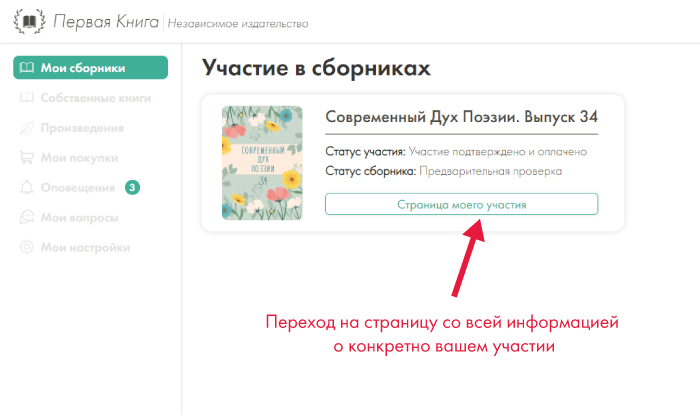 Первая Книга | Независимое издательство
Мои сборники
Собственные книги
Произведения
Мои покупки
Оповещения 3
Мои вопросы
Мои настройки
Участие в сборниках
СОВРЕМЕННЫЙ
ДУХ
ПОЭЗИИ
34
Современный Дух Поэзии. Выпуск 34
Статус участия: Участие подтверждено и оплачено
Статус сборника: Предварительная проверка
Страница моего участия
Переход на страницу со всей информацией
о конкретно вашем участии